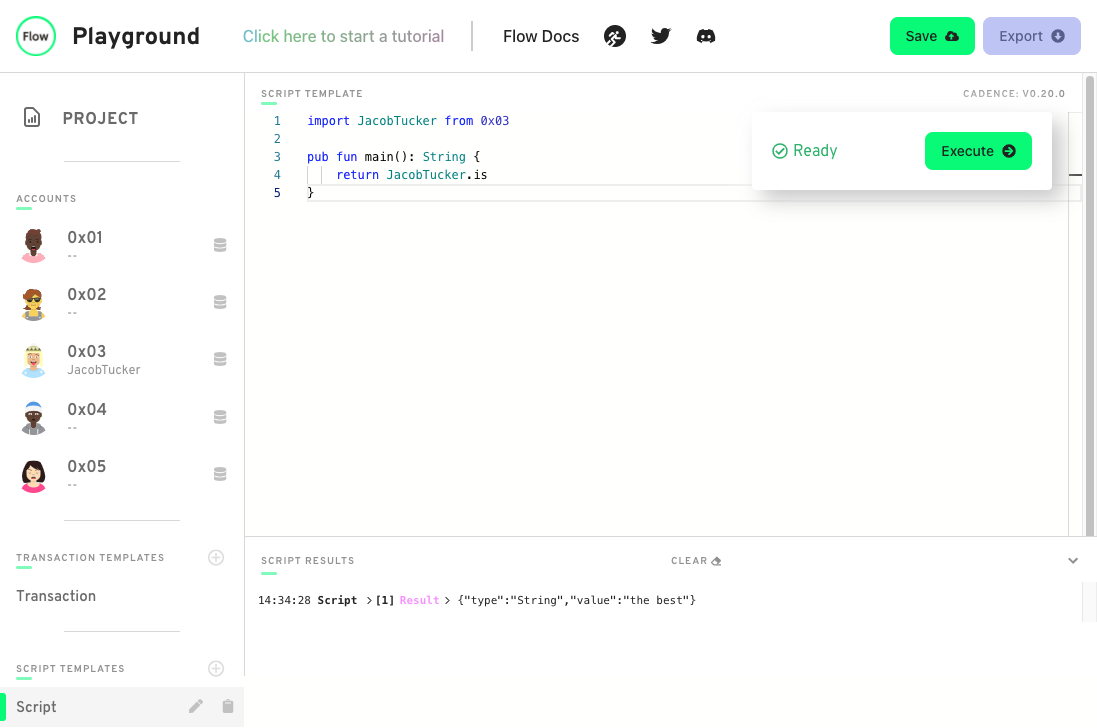 Flow
Playground
Click here to start a tutorial
Flow Docs
Save
Export
PROJECT
ACCOUNTS
0x01
--
0x02
--
0x03
JacobTucker
0x04
--
0x05
--
TRANSACTION TEMPLATES
Transaction
SCRIPT TEMPLATES
Script
SCRIPT TEMPLATE
CADENCE: V0.20.0
1 import JacobTucker from 0x03
2
3 pub fun main(): String {
4     return JacobTucker.is
5 }
Ready
Execute
SCRIPT RESULTS
CLEAR
14:34:28 Script >[1] Result > {"type":"String","value":"the best"}